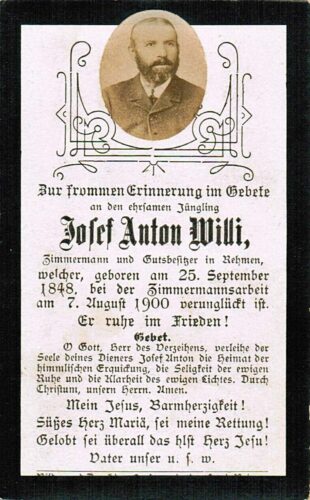 Zur frommen Erinnerung im Gebete
an den ehrsamen Jüngling
Josef Anton Willi,
Zimmermann und Gutsbesitzer in Rehmen,
welcher, geboren am 25. September
1848, bei der Zimmermannsarbeit
am 7. August 1900 verunglückt ist.
Er ruhe im Frieden!
Gebet.
O Gott, Herr des Verzeihens, verleihe der
Seele deines Dieners Josef Anton die Heimat der
himmlischen Erquickung, die Seligkeit der ewigen
Ruhe und die Klarheit des ewigen Lichtes. Durch
Christum, unsern Herrn. Amen.
Mein Jesus, Barmherzigkeit!
Süßes Herz Mariä, sei meine Rettung!
Gelobt sei überall das hlst Herz Jesu!
Vater unser u. s. w.